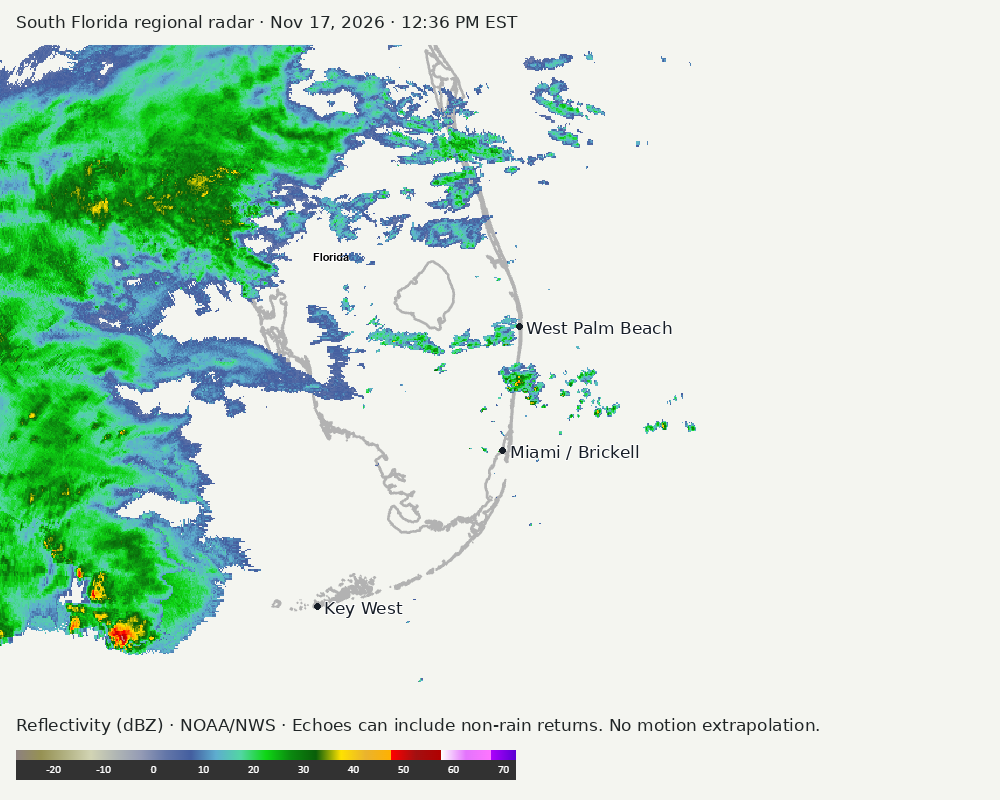 South Florida regional radar · Nov 17, 2026 · 12:36 PM EST
Florida
West Palm Beach
Miami / Brickell
Key West
Reflectivity (dBZ) · NOAA/NWS · Echoes can include non-rain returns. No motion extrapolation.
-20 -10 0 10 20 30 40 50 60 70